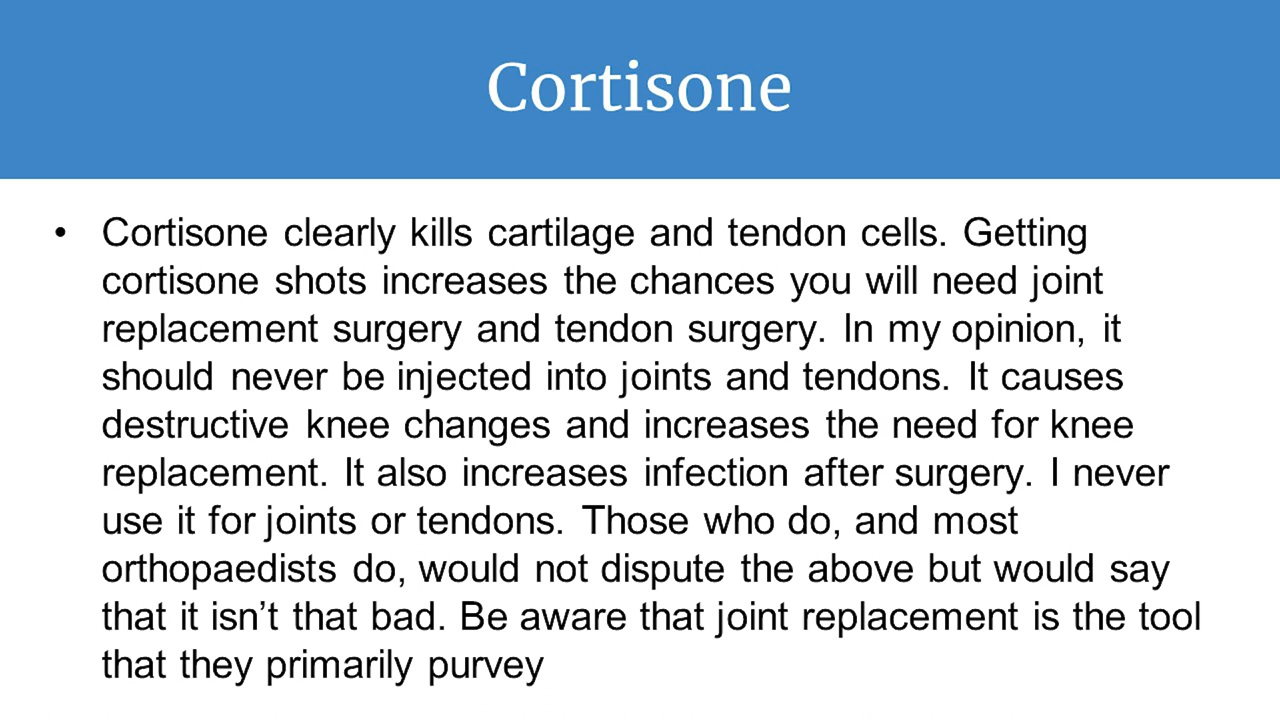 Cortisone
• Cortisone clearly kills cartilage and tendon cells. Getting
cortisone shots increases the chances you will need joint
replacement surgery and tendon surgery. In my opinion, it
should never be injected into joints and tendons. It causes
destructive knee changes and increases the need for knee
replacement. It also increases infection after surgery. I never
use it for joints or tendons. Those who do, and most
orthopaedists do, would not dispute the above but would say
that it isn’t that bad. Be aware that joint replacement is the tool
that they primarily purvey